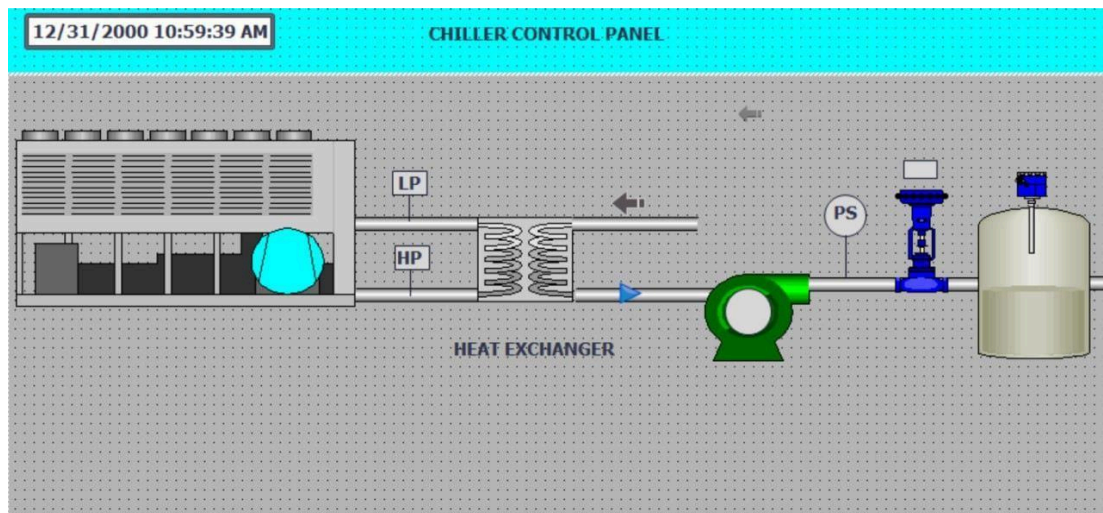 12/31/2000 10:59:39 AM
CHILLER CONTROL PANEL
LP
PS
HP
HEAT EXCHANGER